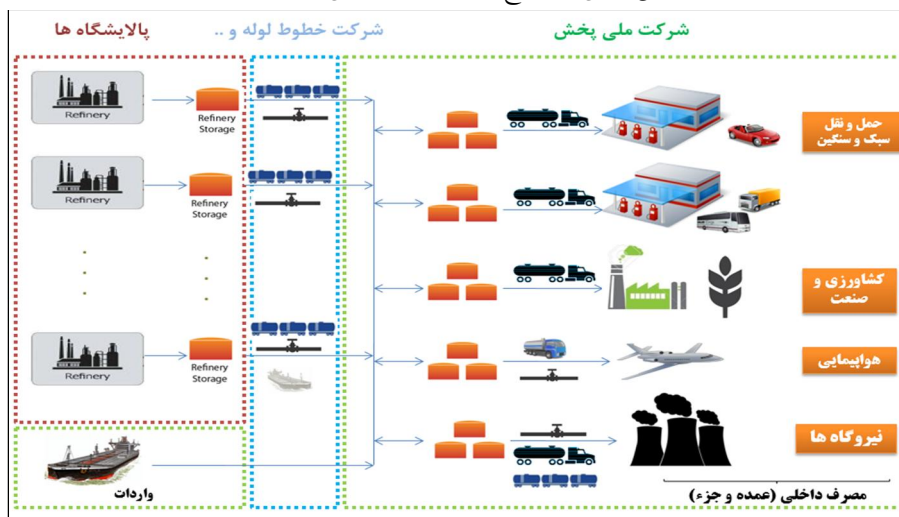 پالایشگاه ها
شرکت خطوط لوله و ..
شرکت ملی پخش
Refinery
Refinery
Storage
حمل و نقل
سبک و سنگین
Refinery
Refinery
Storage
کشاورزی و
صنعت
Refinery
Refinery
Storage
هواپیمایی
نیروگاه ها
واردات
مصرف داخلی (عمده و جزء)